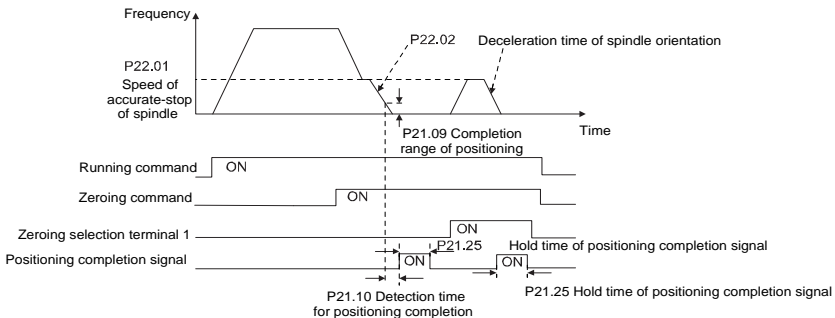 Frequency
P22.02
Deceleration time of spindle orientation
P22.01
Speed of
accurate-stop
of spindle
Time
P21.09 Completion
range of positioning
Running command
ON
Zeroing command
ON
Zeroing selection terminal 1
ON
P21.25
Hold time of positioning completion signal
Positioning completion signal
ON
ON
P21.10 Detection time
for positioning completion
P21.25 Hold time of positioning completion signal